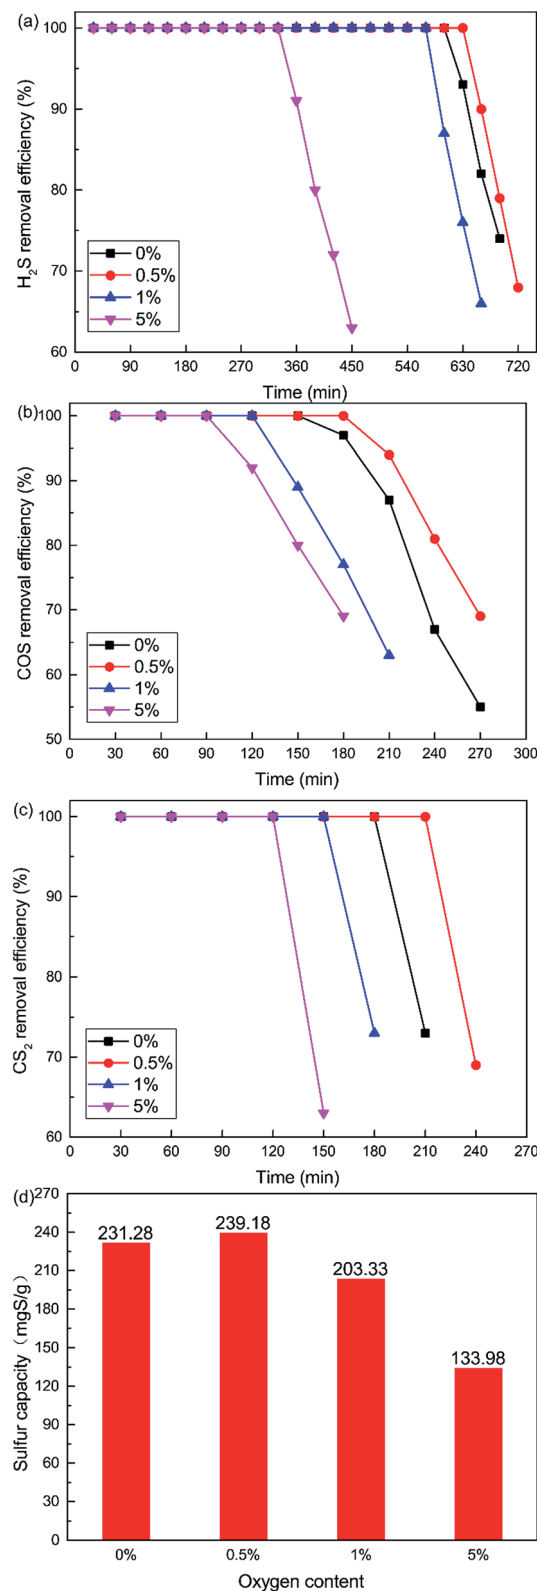 (a)
100
90
80
70
60
H₂S removal efficiency (%)
0%
0.5%
1%
5%
0 90 180 270 360 450 540 630 720
Time (min)
(b)
100
90
80
70
60
50
COS removal efficiency (%)
0%
0.5%
1%
5%
0 30 60 90 120 150 180 210 240 270 300
Time (min)
(c)
100
90
80
70
60
CS₂ removal efficiency (%)
0%
0.5%
1%
5%
0 30 60 90 120 150 180 210 240 270
Time (min)
(d)
270
240
210
180
150
120
90
60
30
0
Sulfur capacity（mgS/g）
231.28
239.18
203.33
133.98
0% 0.5% 1% 5%
Oxygen content